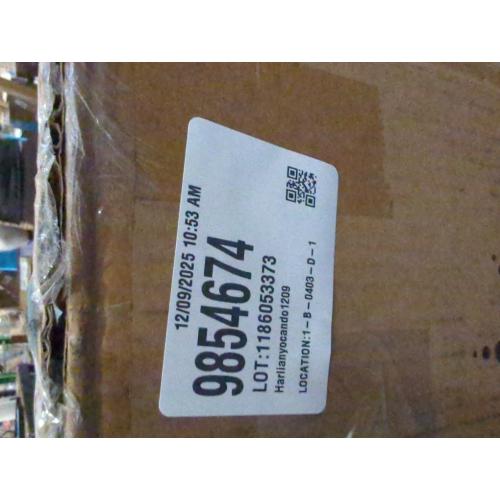 12/09/2025 10:53 AM
9854674
LOT:1186053373
Harlianyocando1209
LOCATION:1-B-0403-D-1